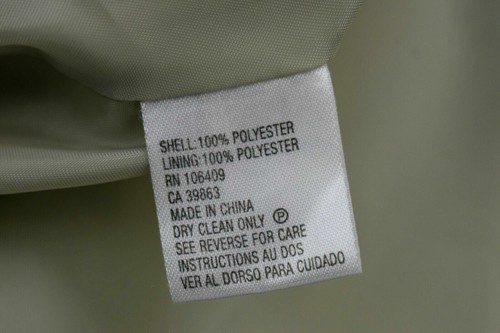 SHELL:100% POLYESTER
LINING:100% POLYESTER
RN 106409
CA 39863
MADE IN CHINA
DRY CLEAN ONLY Ⓟ
SEE REVERSE FOR CARE
INSTRUCTIONS AU DOS
VER AL DORSO PARA CUIDADO